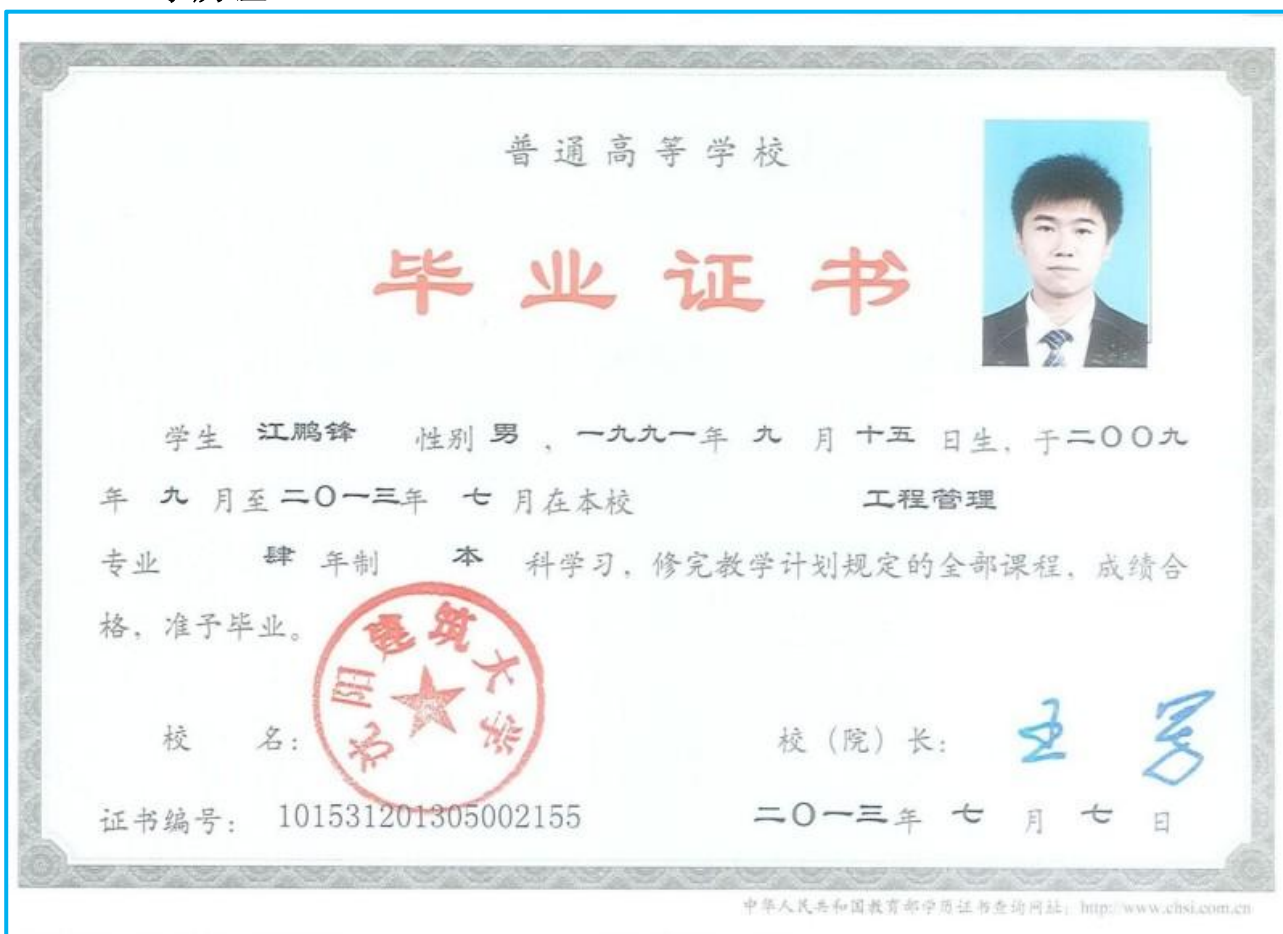 普通高等学校
毕业证书
学生 江鹏锋 性别 男 ，一九九一年 九 月 十五 日生，于二〇〇九
年 九 月至 二〇一三年 七 月在本校 工程管理
专业 肆 年制 本 科学习，修完教学计划规定的全部课程，成绩合
格，准予毕业。
沈阳建筑大学
校 名：
校（院）长：
证书编号： 101531201305002155
二〇一三年 七 月 七 日
中华人民共和国教育部学历证书查询网址：http://www.chsi.com.cn